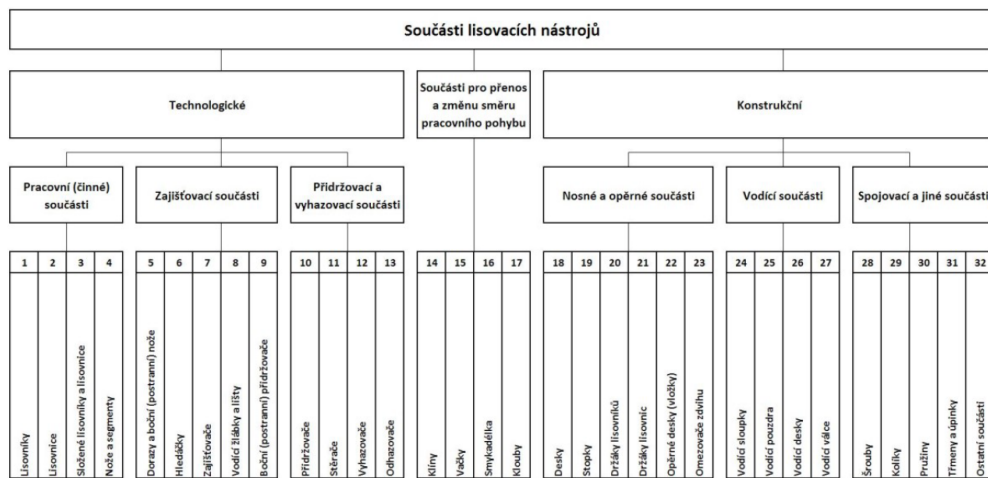 Součásti lisovacích nástrojů
Technologické
Součásti pro přenos
a změnu směru
pracovního pohybu
Konstrukční
Pracovní (činné)
součásti
Zajišťovací součásti
Přidržovací a
vyhazovací součásti
Nosné a opěrné součásti
Vodící součásti
Spojovací a jiné součásti
1 2 3 4 5 6 7 8 9 10 11 12 13 14 15 16 17 18 19 20 21 22 23 24 25 26 27 28 29 30 31 32
Lisovníky
Lisovnice
Složené lisovníky a lisovnice
Nože a segmenty
Dorazy a boční (postranní) nože
Hledáčky
Zajišťovače
Vodící žlábky a lišty
Boční (postranní) přidržovače
Přidržovače
Stěrače
Vyhazovače
Odhazovače
Klíny
Vačky
Smykadélka
Klouby
Desky
Stopky
Držáky lisovníků
Držáky lisovnic
Opěrné desky (vložky)
Omezovače zdvihu
Vodící sloupky
Vodící pouzdra
Vodící desky
Vodící válce
Šrouby
Kolíky
Pružiny
Třmeny a úpinky
Ostatní součásti